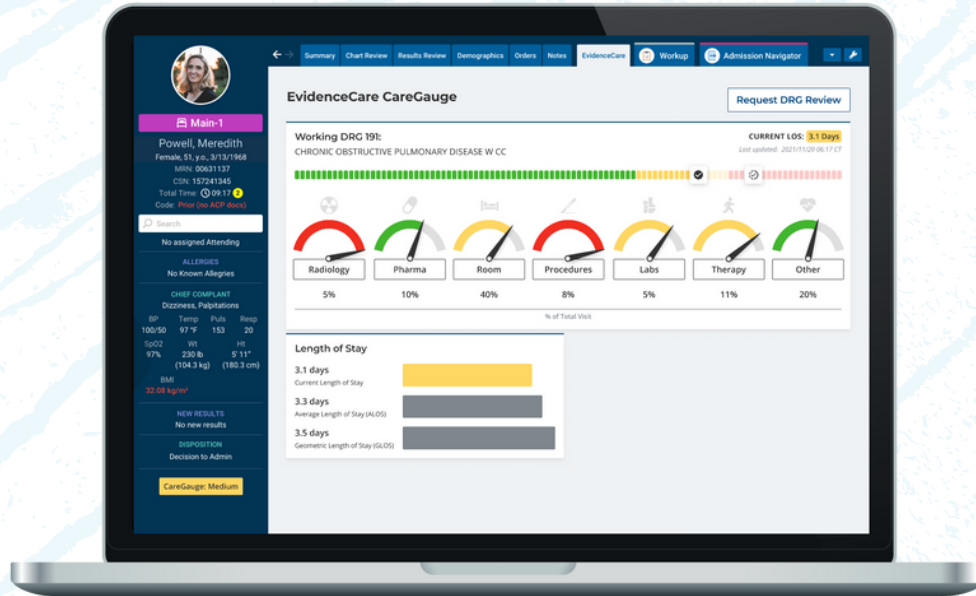 Summary Chart Review Results Review Demographics Orders Notes EvidenceCare Workup Admission Navigator
Main-1
Powell, Meredith
Female, 51, y.o., 3/13/1968
MRN: 00631137
CSN: 157241345
Total Time: 09:17 2
Code: Prior (no ACP docs)
Search
No assigned Attending
ALLERGIES
No Known Allegries
CHIEF COMPLANT
Dizziness, Palpitations
BP Temp Puls Resp
100/50 97 °F 153 20
SpO2 Wt Ht
97% 230 lb 5' 11"
(104.3 kg) (180.3 cm)
BMI
32.08 kg/m²
NEW RESULTS
No new results
DISPOSITION
Decision to Admin
CareGauge: Medium
EvidenceCare CareGauge
Request DRG Review
Working DRG 191:
CHRONIC OBSTRUCTIVE PULMONARY DISEASE W CC
CURRENT LOS: 3.1 Days
Last updated: 2021/11/20 06:17 CT
Radiology Pharma Room Procedures Labs Therapy Other
5% 10% 40% 8% 5% 11% 20%
% of Total Visit
Length of Stay
3.1 days
Current Length of Stay
3.3 days
Average Length of Stay (ALOS)
3.5 days
Geometric Length of Stay (GLOS)